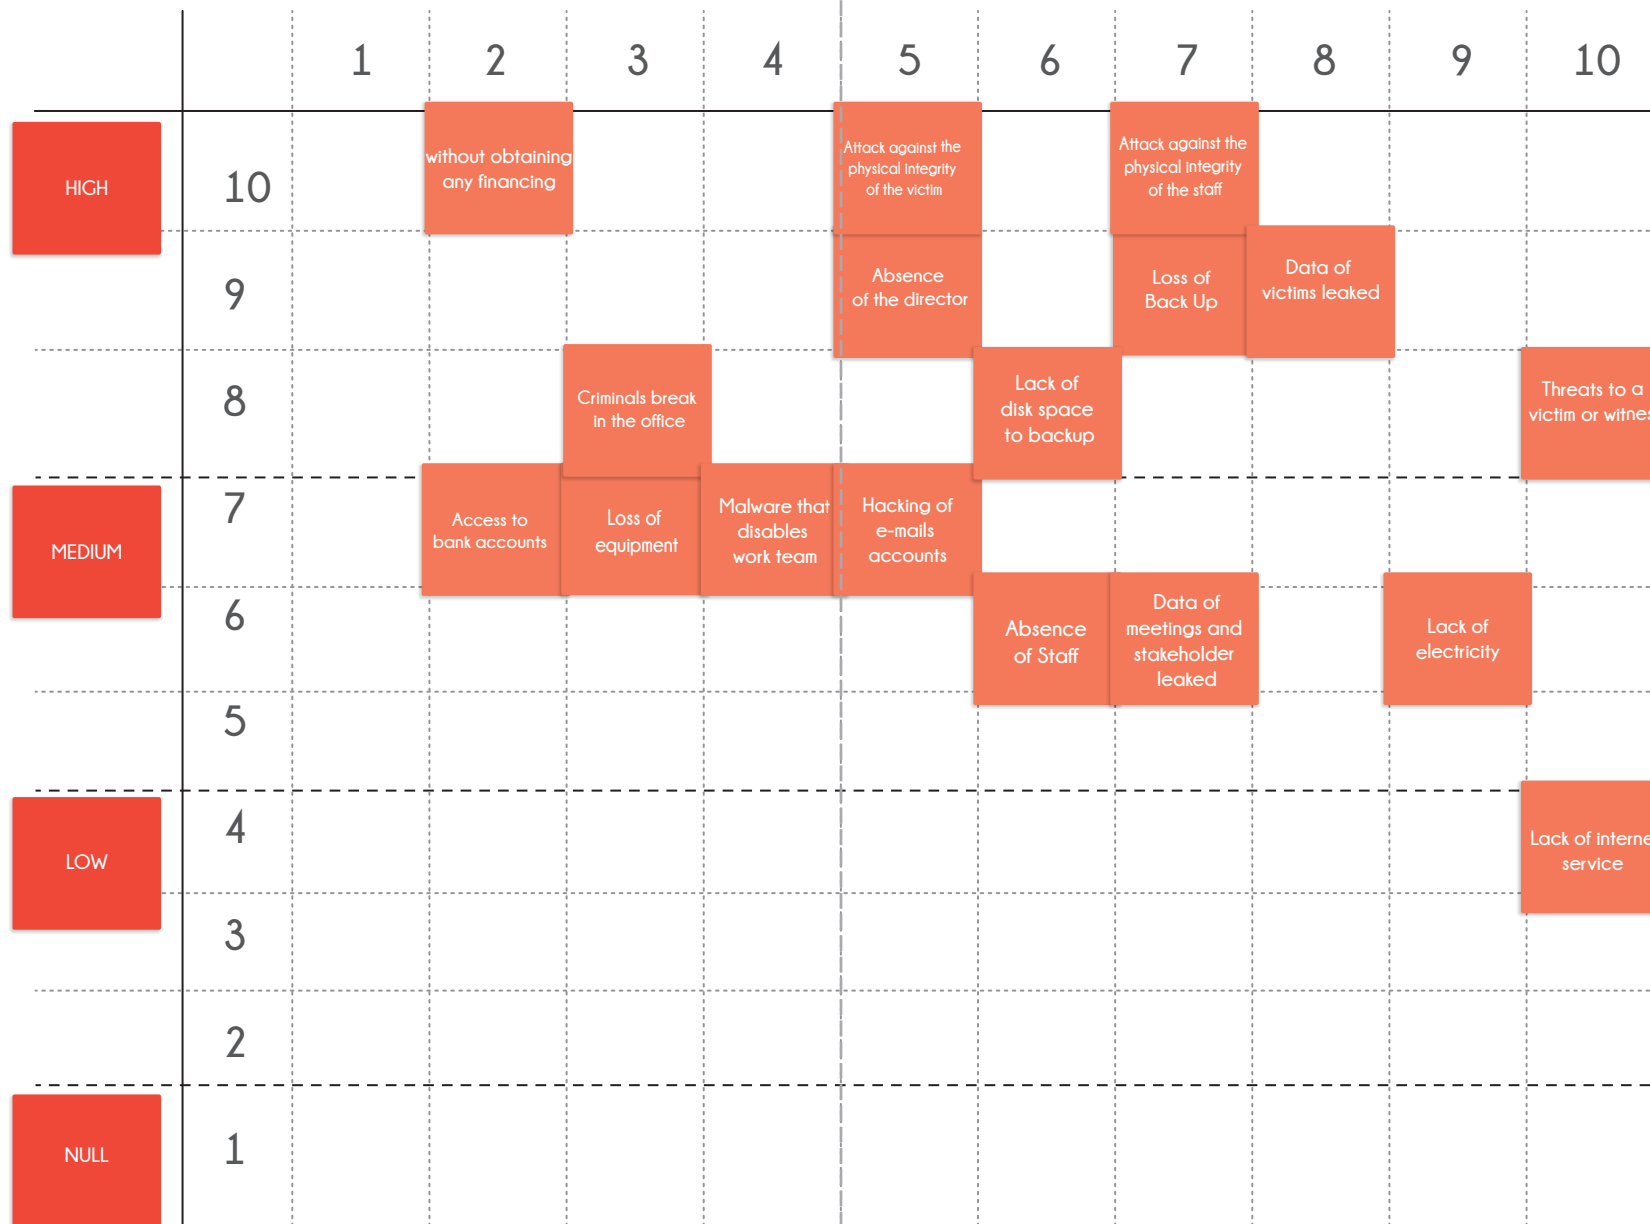 1 2 3 4 5 6 7 8 9 10
HIGH
10
without obtaining
any financing
Attack against the
physical integrity
of the victim
Attack against the
physical integrity
of the staff
9
Absence
of the director
Loss of
Back Up
Data of
victims leaked
8
Criminals break
in the office
Lack of
disk space
to backup
Threats to a
victim or witnes
MEDIUM
7
Access to
bank accounts
Loss of
equipment
Malware that
disables
work team
Hacking of
e-mails
accounts
6
Absence
of Staff
Data of
meetings and
stakeholder
leaked
Lack of
electricity
5
LOW
4
Lack of interne
service
3
2
NULL
1